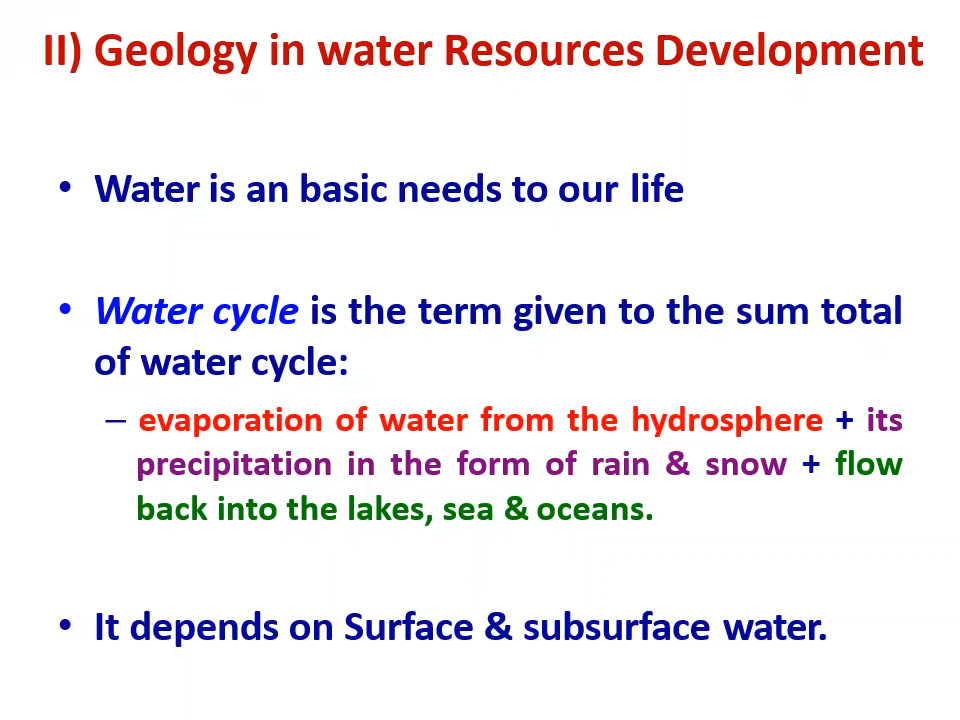 II) Geology in water Resources Development
• Water is an basic needs to our life
• Water cycle is the term given to the sum total
of water cycle:
– evaporation of water from the hydrosphere + its
precipitation in the form of rain & snow + flow
back into the lakes, sea & oceans.
• It depends on Surface & subsurface water.